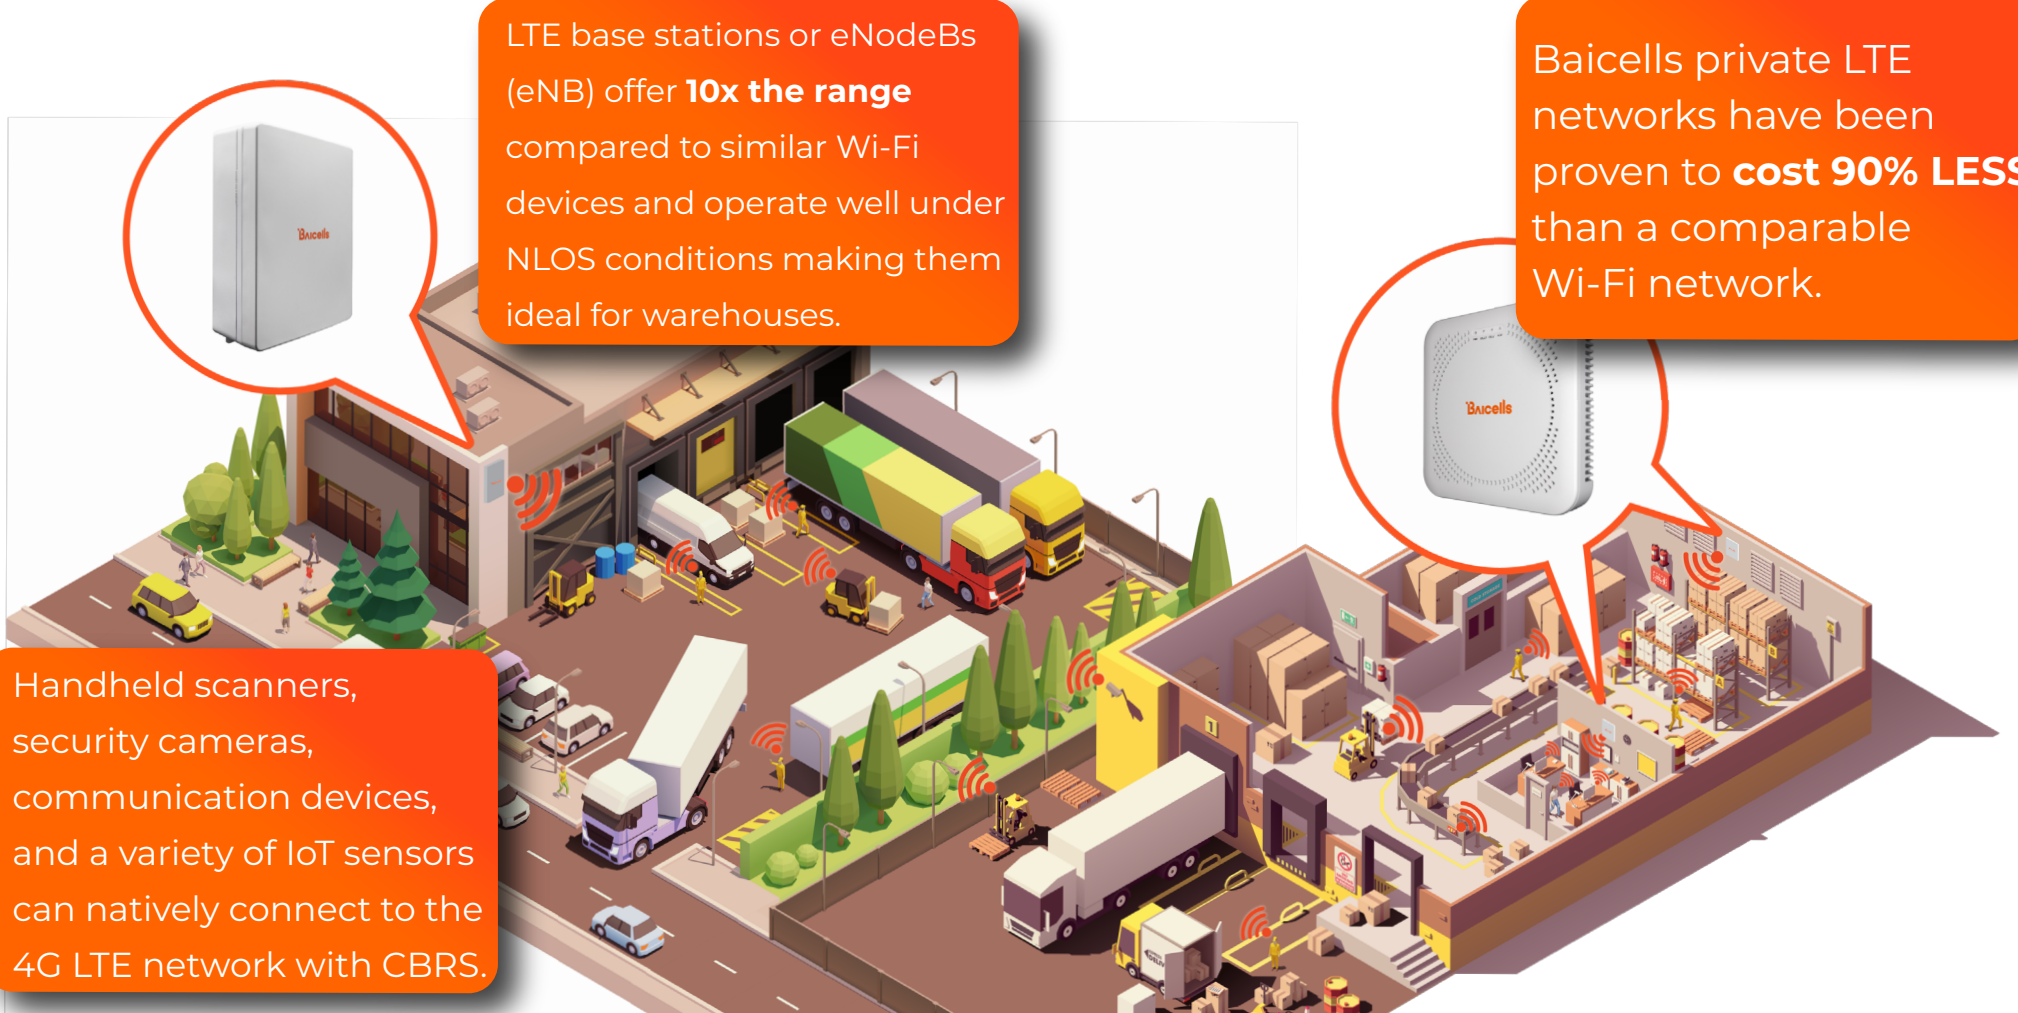 LTE base stations or eNodeBs
(eNB) offer 10x the range
compared to similar Wi-Fi
devices and operate well under
NLOS conditions making them
ideal for warehouses.
Baicells private LTE
networks have been
proven to cost 90% LESS
than a comparable
Wi-Fi network.
Baicells
Baicells
Handheld scanners,
security cameras,
communication devices,
and a variety of IoT sensors
can natively connect to the
4G LTE network with CBRS.
1